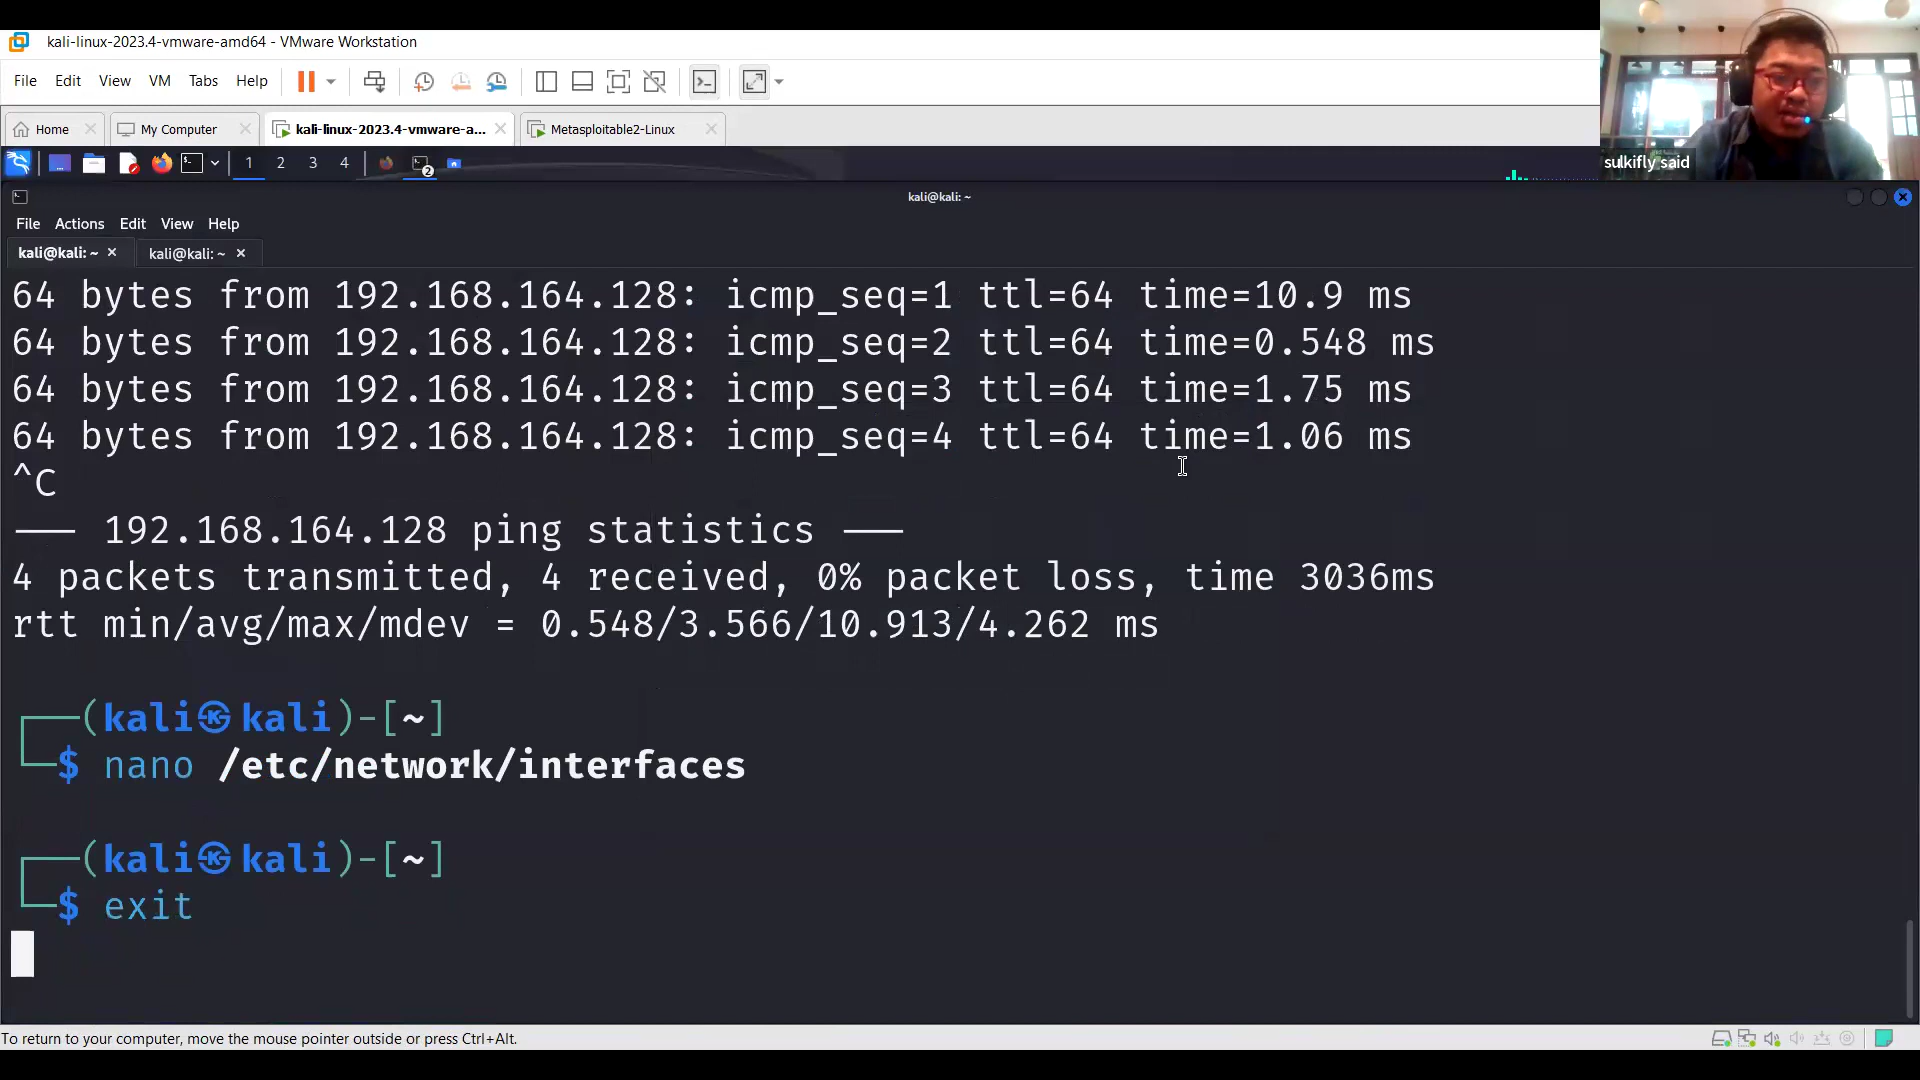 kali-linux-2023.4-vmware-amd64 - VMware Workstation
File Edit View VM Tabs Help
Home My Computer kali-linux-2023.4-vmware-a... Metasploitable2-Linux
sulkifly said
1 2 3 4 2
kali@kali: ~
File Actions Edit View Help
kali@kali: ~ kali@kali: ~
64 bytes from 192.168.164.128: icmp_seq=1 ttl=64 time=10.9 ms
64 bytes from 192.168.164.128: icmp_seq=2 ttl=64 time=0.548 ms
64 bytes from 192.168.164.128: icmp_seq=3 ttl=64 time=1.75 ms
64 bytes from 192.168.164.128: icmp_seq=4 ttl=64 time=1.06 ms
^C
--- 192.168.164.128 ping statistics ---
4 packets transmitted, 4 received, 0% packet loss, time 3036ms
rtt min/avg/max/mdev = 0.548/3.566/10.913/4.262 ms
┌──(kali㉿kali)-[~]
└─$ nano /etc/network/interfaces
┌──(kali㉿kali)-[~]
└─$ exit
To return to your computer, move the mouse pointer outside or press Ctrl+Alt.